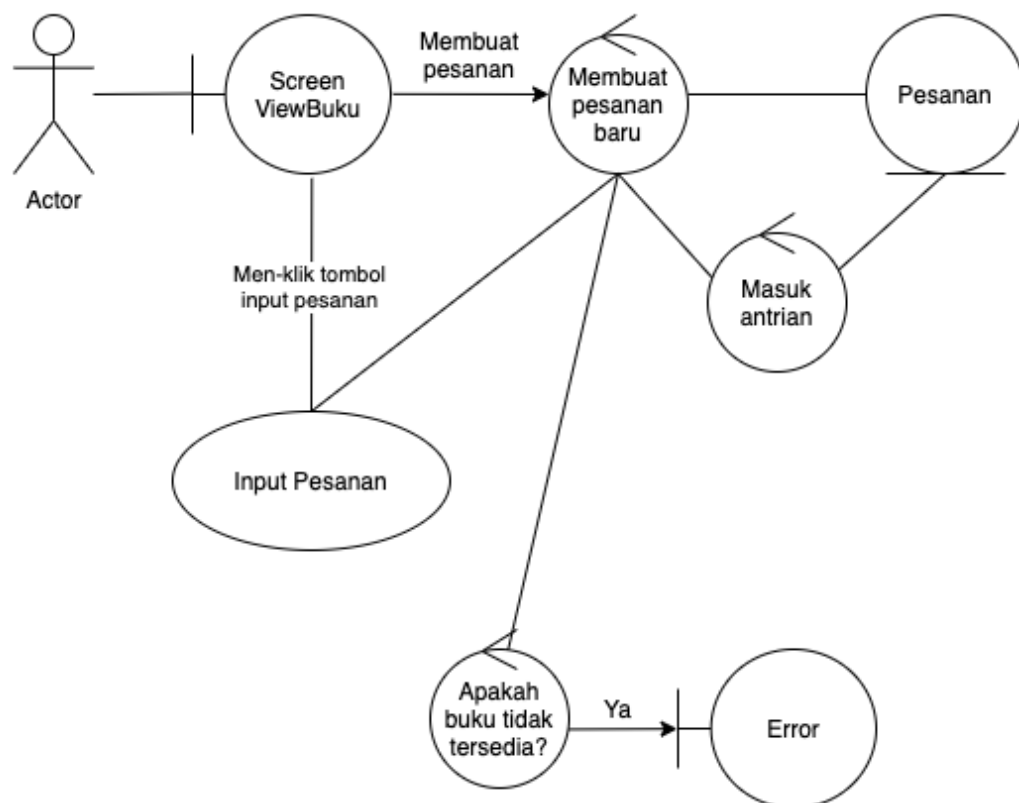 Actor
Screen
ViewBuku
Membuat
pesanan
Membuat
pesanan
baru
Pesanan
Men-klik tombol
input pesanan
Masuk
antrian
Input Pesanan
Apakah
buku tidak
tersedia?
Ya
Error